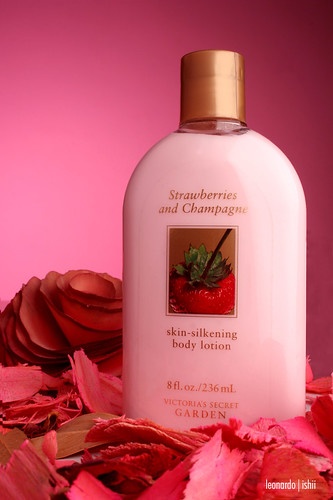 Strawberries
and Champagne
skin-silkening
body lotion
8 fl. oz./236 mL
VICTORIA'S SECRET
GARDEN
leonardo | ishii